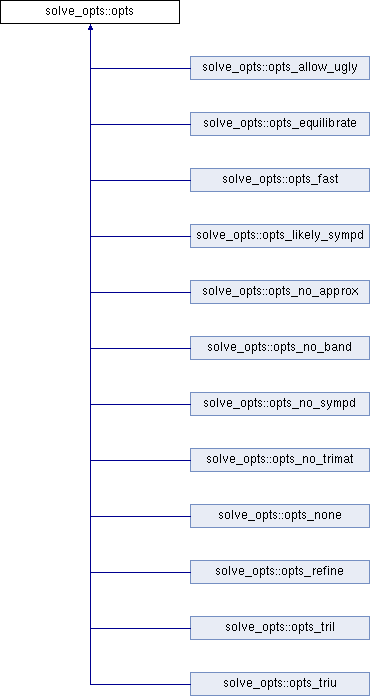 solve_opts::opts
solve_opts::opts_allow_ugly
solve_opts::opts_equilibrate
solve_opts::opts_fast
solve_opts::opts_likely_sympd
solve_opts::opts_no_approx
solve_opts::opts_no_band
solve_opts::opts_no_sympd
solve_opts::opts_no_trimat
solve_opts::opts_none
solve_opts::opts_refine
solve_opts::opts_tril
solve_opts::opts_triu